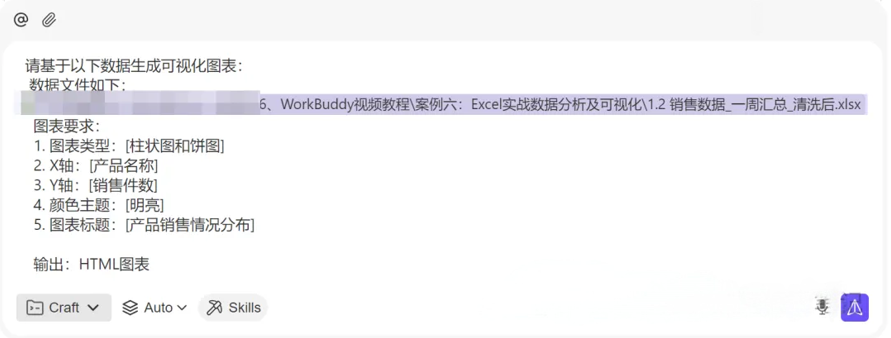 请基于以下数据生成可视化图表：
数据文件如下：
6、WorkBuddy视频教程\案例六：Excel实战数据分析及可视化\1.2 销售数据_一周汇总_清洗后.xlsx
图表要求：
1. 图表类型：[柱状图和饼图]
2. X轴：[产品名称]
3. Y轴：[销售件数]
4. 颜色主题：[明亮]
5. 图表标题：[产品销售情况分布]
输出：HTML图表
Craft Auto Skills